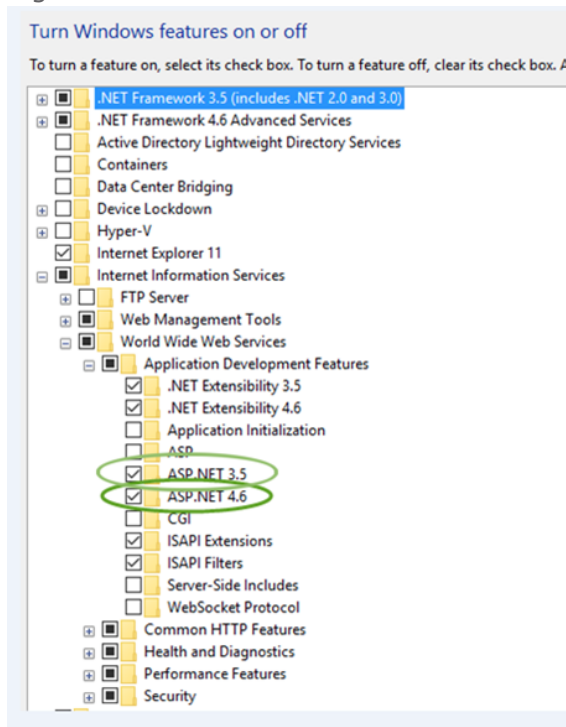 Turn Windows features on or off
To turn a feature on, select its check box. To turn a feature off, clear its check box. A
.NET Framework 3.5 (includes .NET 2.0 and 3.0)
.NET Framework 4.6 Advanced Services
Active Directory Lightweight Directory Services
Containers
Data Center Bridging
Device Lockdown
Hyper-V
Internet Explorer 11
Internet Information Services
FTP Server
Web Management Tools
World Wide Web Services
Application Development Features
.NET Extensibility 3.5
.NET Extensibility 4.6
Application Initialization
ASP
ASP.NET 3.5
ASP.NET 4.6
CGI
ISAPI Extensions
ISAPI Filters
Server-Side Includes
WebSocket Protocol
Common HTTP Features
Health and Diagnostics
Performance Features
Security